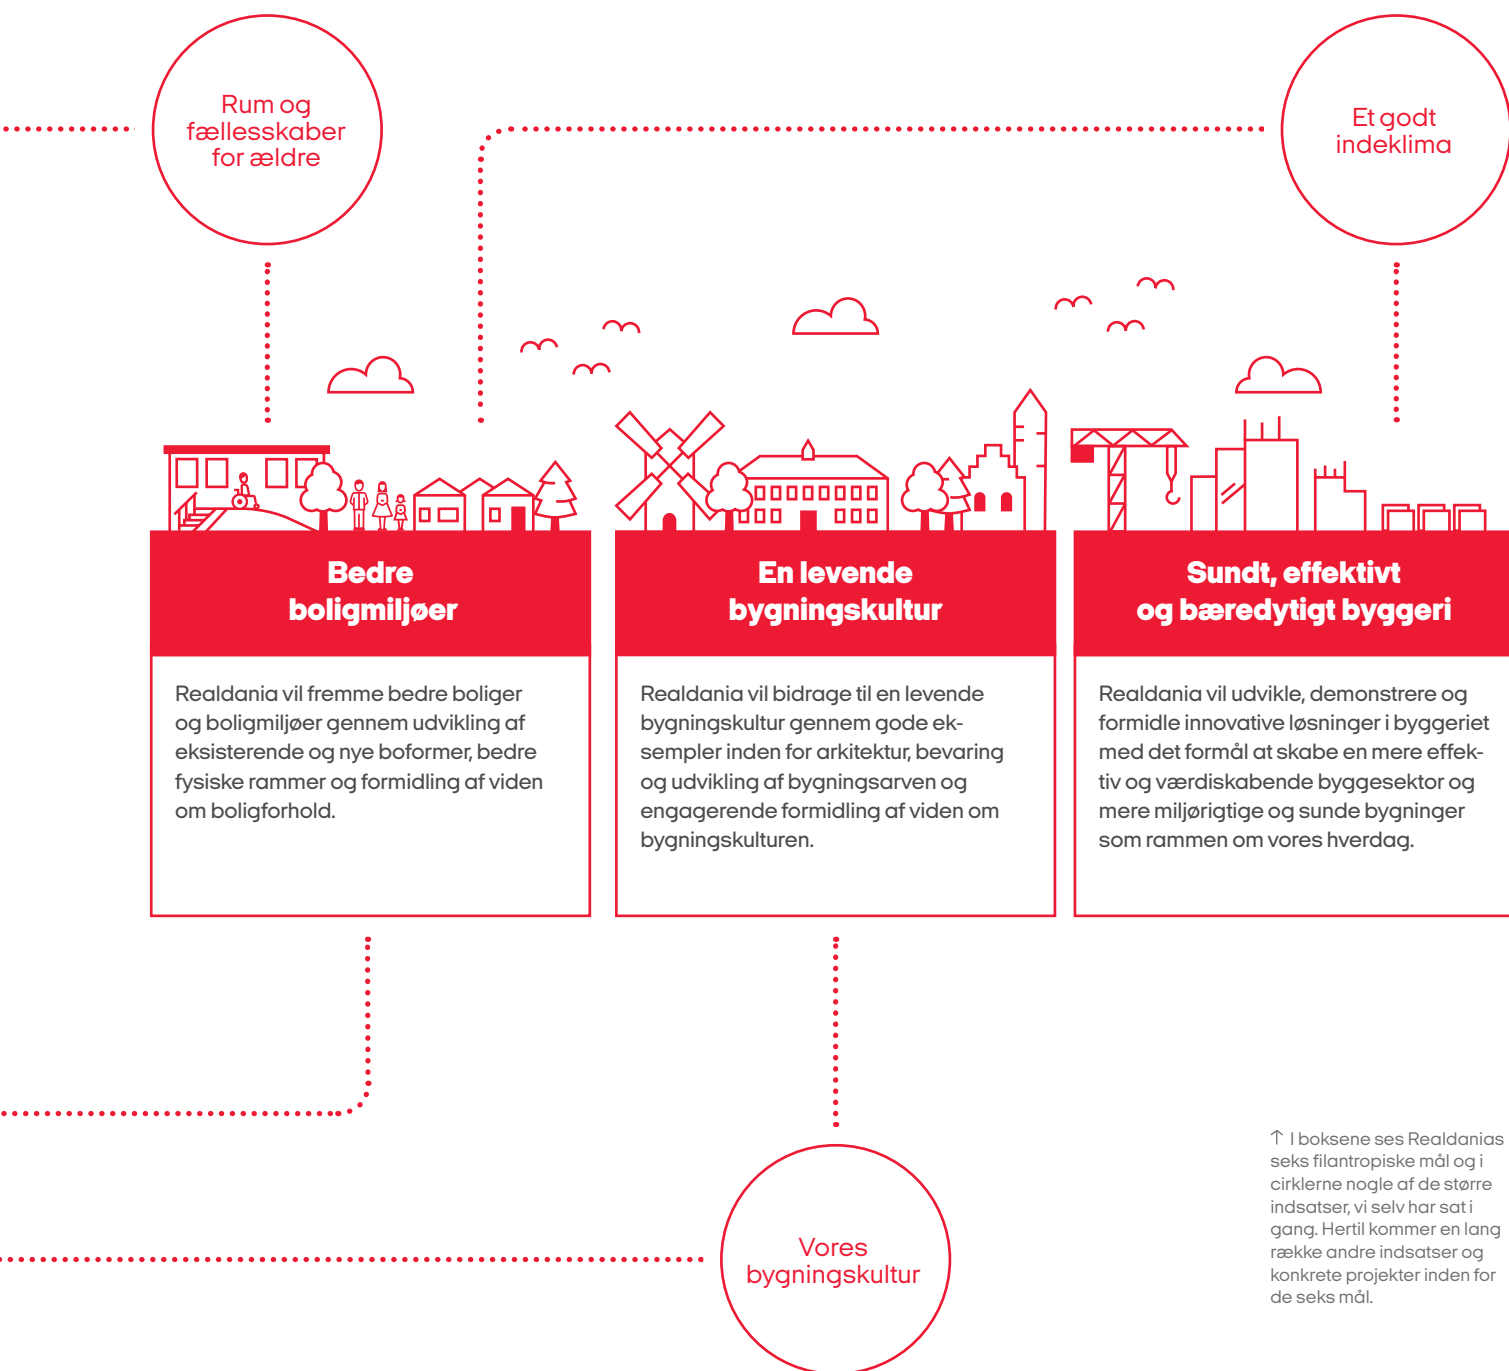 Rum og
fællesskaber
for ældre
Et godt
indeklima
Bedre
boligmiljøer
Realdania vil fremme bedre boliger
og boligmiljøer gennem udvikling af
eksisterende og nye boformer, bedre
fysiske rammer og formidling af viden
om boligforhold.
En levende
bygningskultur
Realdania vil bidrage til en levende
bygningskultur gennem gode ek-
sempler inden for arkitektur, bevaring
og udvikling af bygningsarven og
engagerende formidling af viden om
bygningskulturen.
Sundt, effektivt
og bæredytigt byggeri
Realdania vil udvikle, demonstrere og
formidle innovative løsninger i byggeriet
med det formål at skabe en mere effek-
tiv og værdiskabende byggesektor og
mere miljørigtige og sunde bygninger
som rammen om vores hverdag.
Vores
bygningskultur
↑ I boksene ses Realdanias
seks filantropiske mål og i
cirklerne nogle af de større
indsatser, vi selv har sat i
gang. Hertil kommer en lang
række andre indsatser og
konkrete projekter inden for
de seks mål.